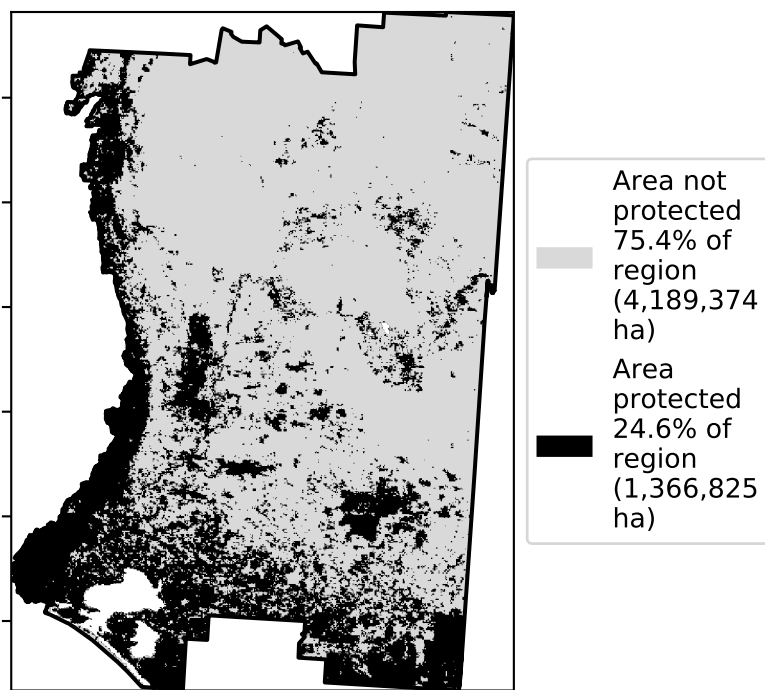 Area not
protected
75.4% of
region
(4,189,374
ha)
Area
protected
24.6% of
region
(1,366,825
ha)